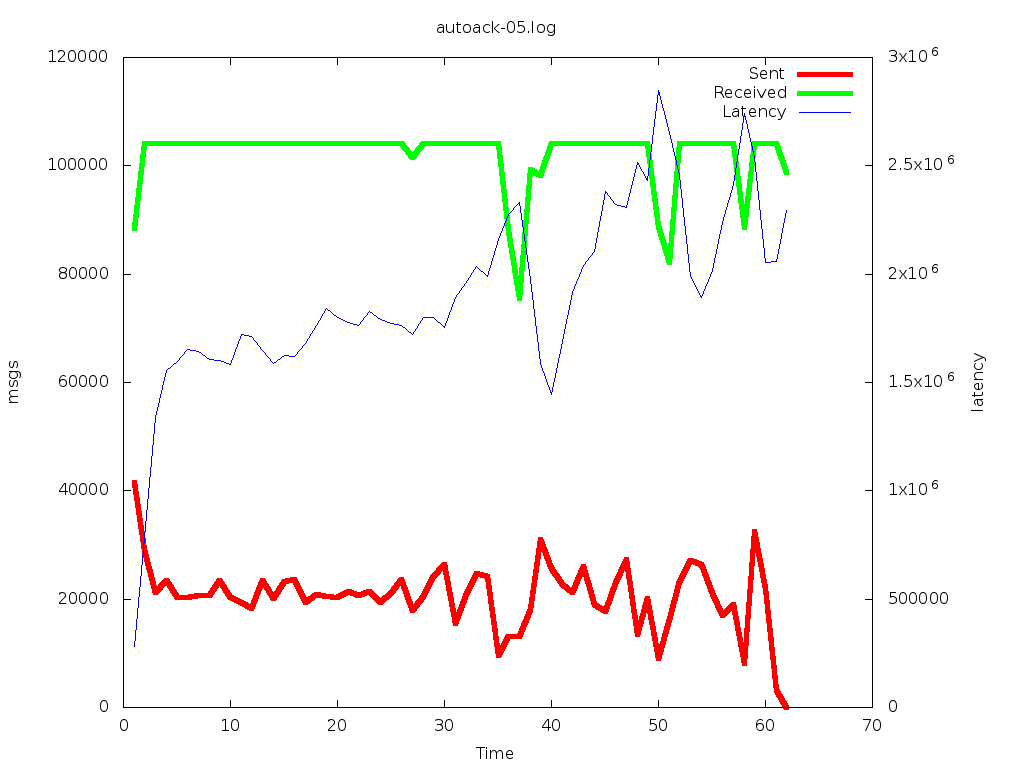 autoack-05.log
120000
100000
80000
60000
40000
20000
0
3x10^6
2.5x10^6
2x10^6
1.5x10^6
1x10^6
500000
0
Sent
Received
Latency
msgs
latency
0 10 20 30 40 50 60 70
Time